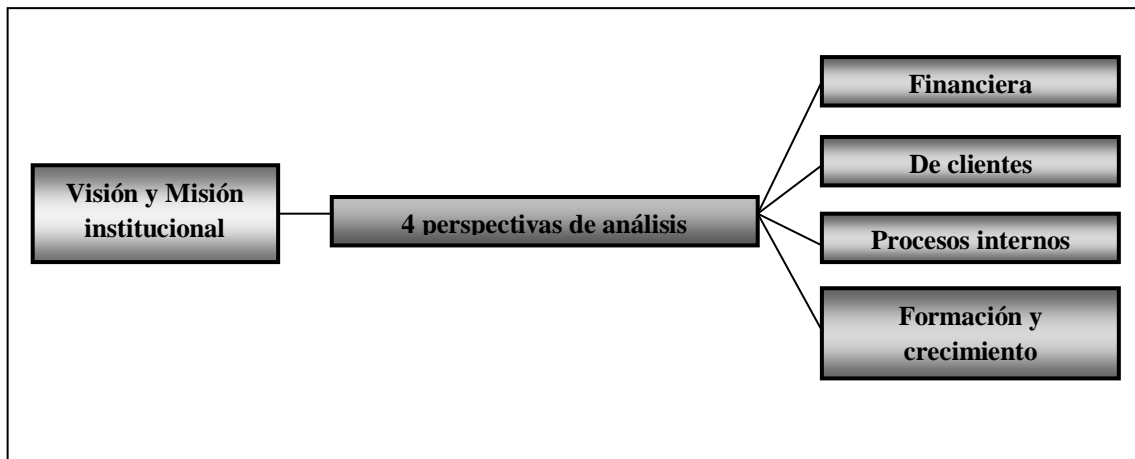 Visión y Misión
institucional
4 perspectivas de análisis
Financiera
De clientes
Procesos internos
Formación y
crecimiento